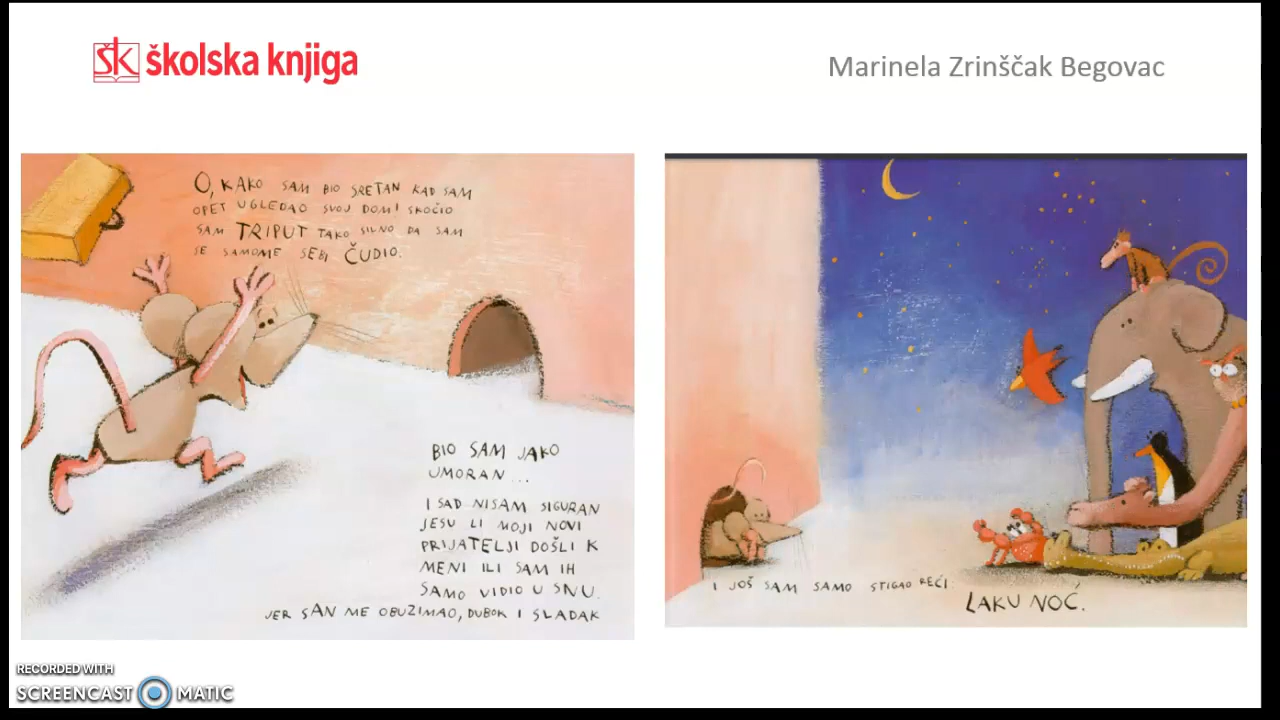 školska knjiga
Marinela Zrinščak Begovac
O, KAKO SAM BIO SRETAN KAD SAM
OPET UGLEDAO SVOJ DOM! SKOČIO
SAM TRIPUT TAKO SILNO DA SAM
SE SAMOME SEBI ČUDIO.
BIO SAM JAKO
UMORAN...
I SAD NISAM SIGURAN
JESU LI MOJI NOVI
PRIJATELJI DOŠLI K
MENI ILI SAM IH
SAMO VIDIO U SNU.
JER SAN ME OBUZIMAO, DUBOK I SLADAK
I JOŠ SAM SAMO STIGAO REĆI:
LAKU NOĆ.
RECORDED WITH
SCREENCAST MATIC